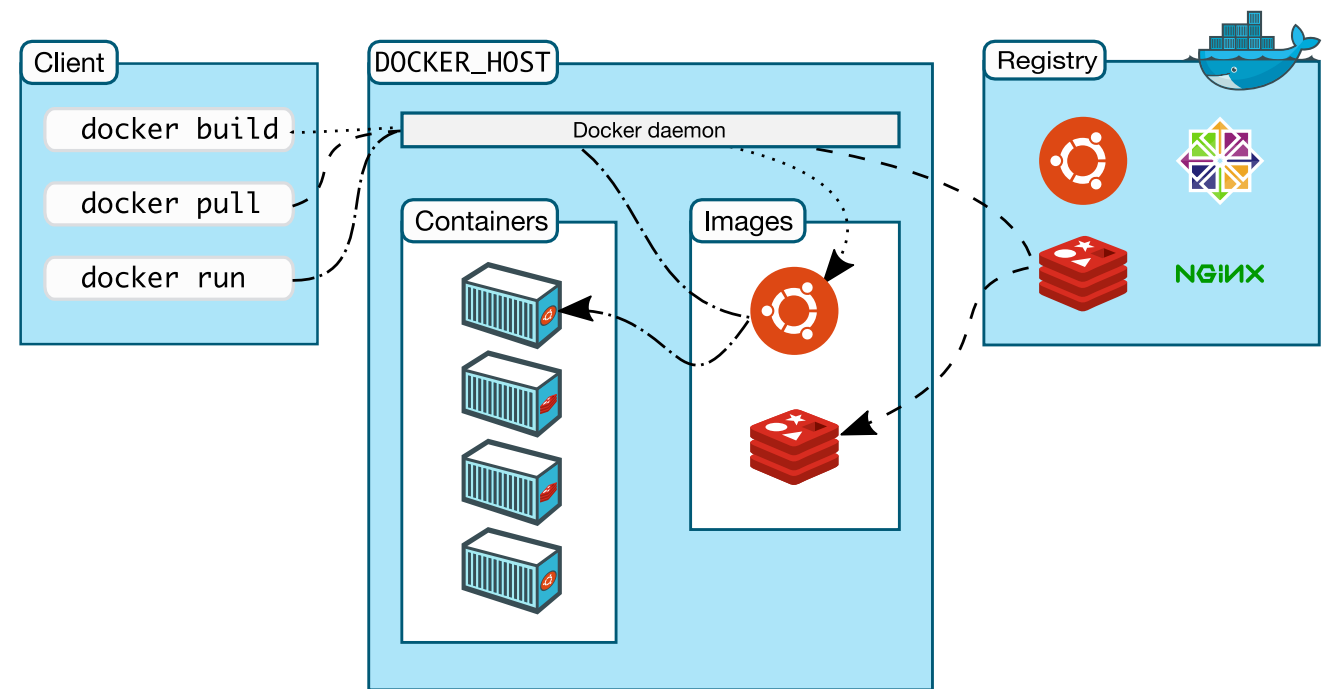 Client
docker build
docker pull
docker run
DOCKER_HOST
Docker daemon
Containers
Images
Registry
NGINX